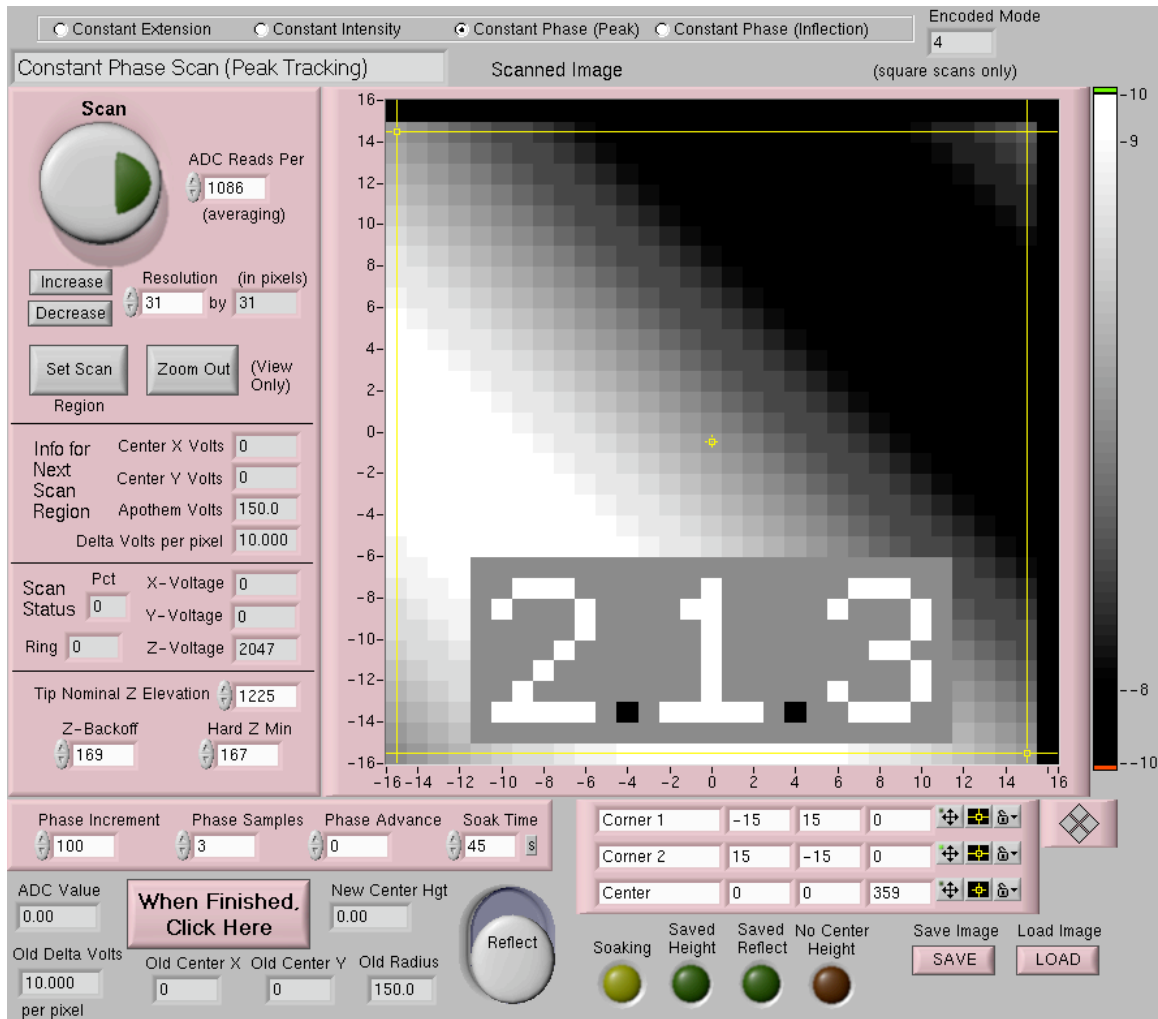 Constant Extension Constant Intensity Constant Phase (Peak) Constant Phase (Inflection)
Encoded Mode
4
(square scans only)
Constant Phase Scan (Peak Tracking)
Scanned Image
Scan
ADC Reads Per
1086
(averaging)
Increase
Decrease
Resolution (in pixels)
31 by 31
Set Scan
Region
Zoom Out
(View
Only)
Info for
Next
Scan
Region
Center X Volts 0
Center Y Volts 0
Apothem Volts 150.0
Delta Volts per pixel 10.000
Scan
Status
Pct
0
X-Voltage 0
Y-Voltage 0
Ring 0
Z-Voltage 2047
Tip Nominal Z Elevation 1225
Z-Backoff
169
Hard Z Min
167
16-
14-
12-
10-
8-
6-
4-
2-
0-
-2-
-4-
-6-
-8-
-10-
-12-
-14-
-16-
-16 -14 -12 -10 -8 -6 -4 -2 0 2 4 6 8 10 12 14 16
2.1.3
-10
-9
--8
--10
Phase Increment
100
Phase Samples
3
Phase Advance
0
Soak Time
45 s
Corner 1 -15 15 0
Corner 2 15 -15 0
Center 0 0 359
ADC Value
0.00
When Finished,
Click Here
New Center Hgt
0.00
Reflect
Old Delta Volts
10.000
per pixel
Old Center X
0
Old Center Y
0
Old Radius
150.0
Soaking
Saved
Height
Saved
Reflect
No Center
Height
Save Image
SAVE
Load Image
LOAD